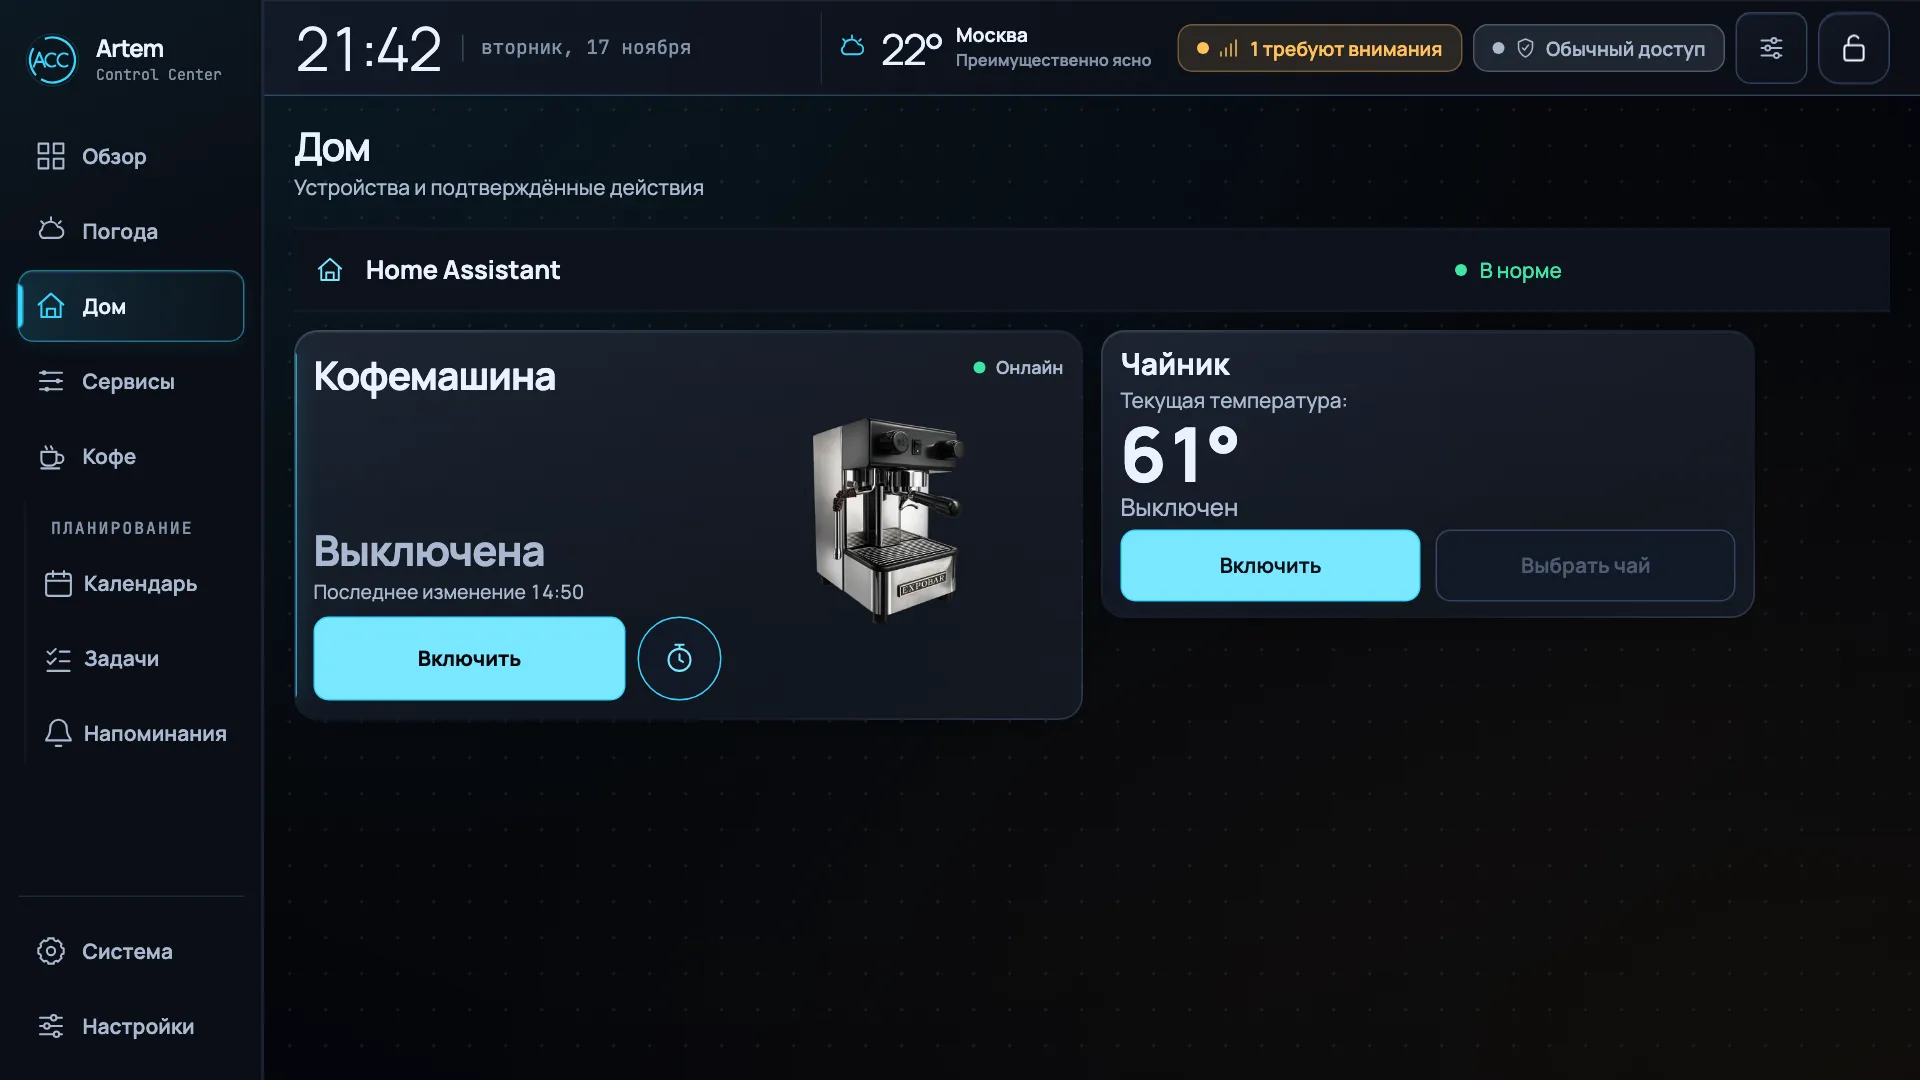 ACC
Artem
Control Center
Обзор
Погода
Дом
Сервисы
Кофе
ПЛАНИРОВАНИЕ
Календарь
Задачи
Напоминания
Система
Настройки
21:42
вторник, 17 ноября
22°
Москва
Преимущественно ясно
1 требуют внимания
Обычный доступ
Дом
Устройства и подтверждённые действия
Home Assistant
В норме
Кофемашина
Онлайн
EXPOBAR
Выключена
Последнее изменение 14:50
Включить
Чайник
Текущая температура:
61°
Выключен
Включить
Выбрать чай